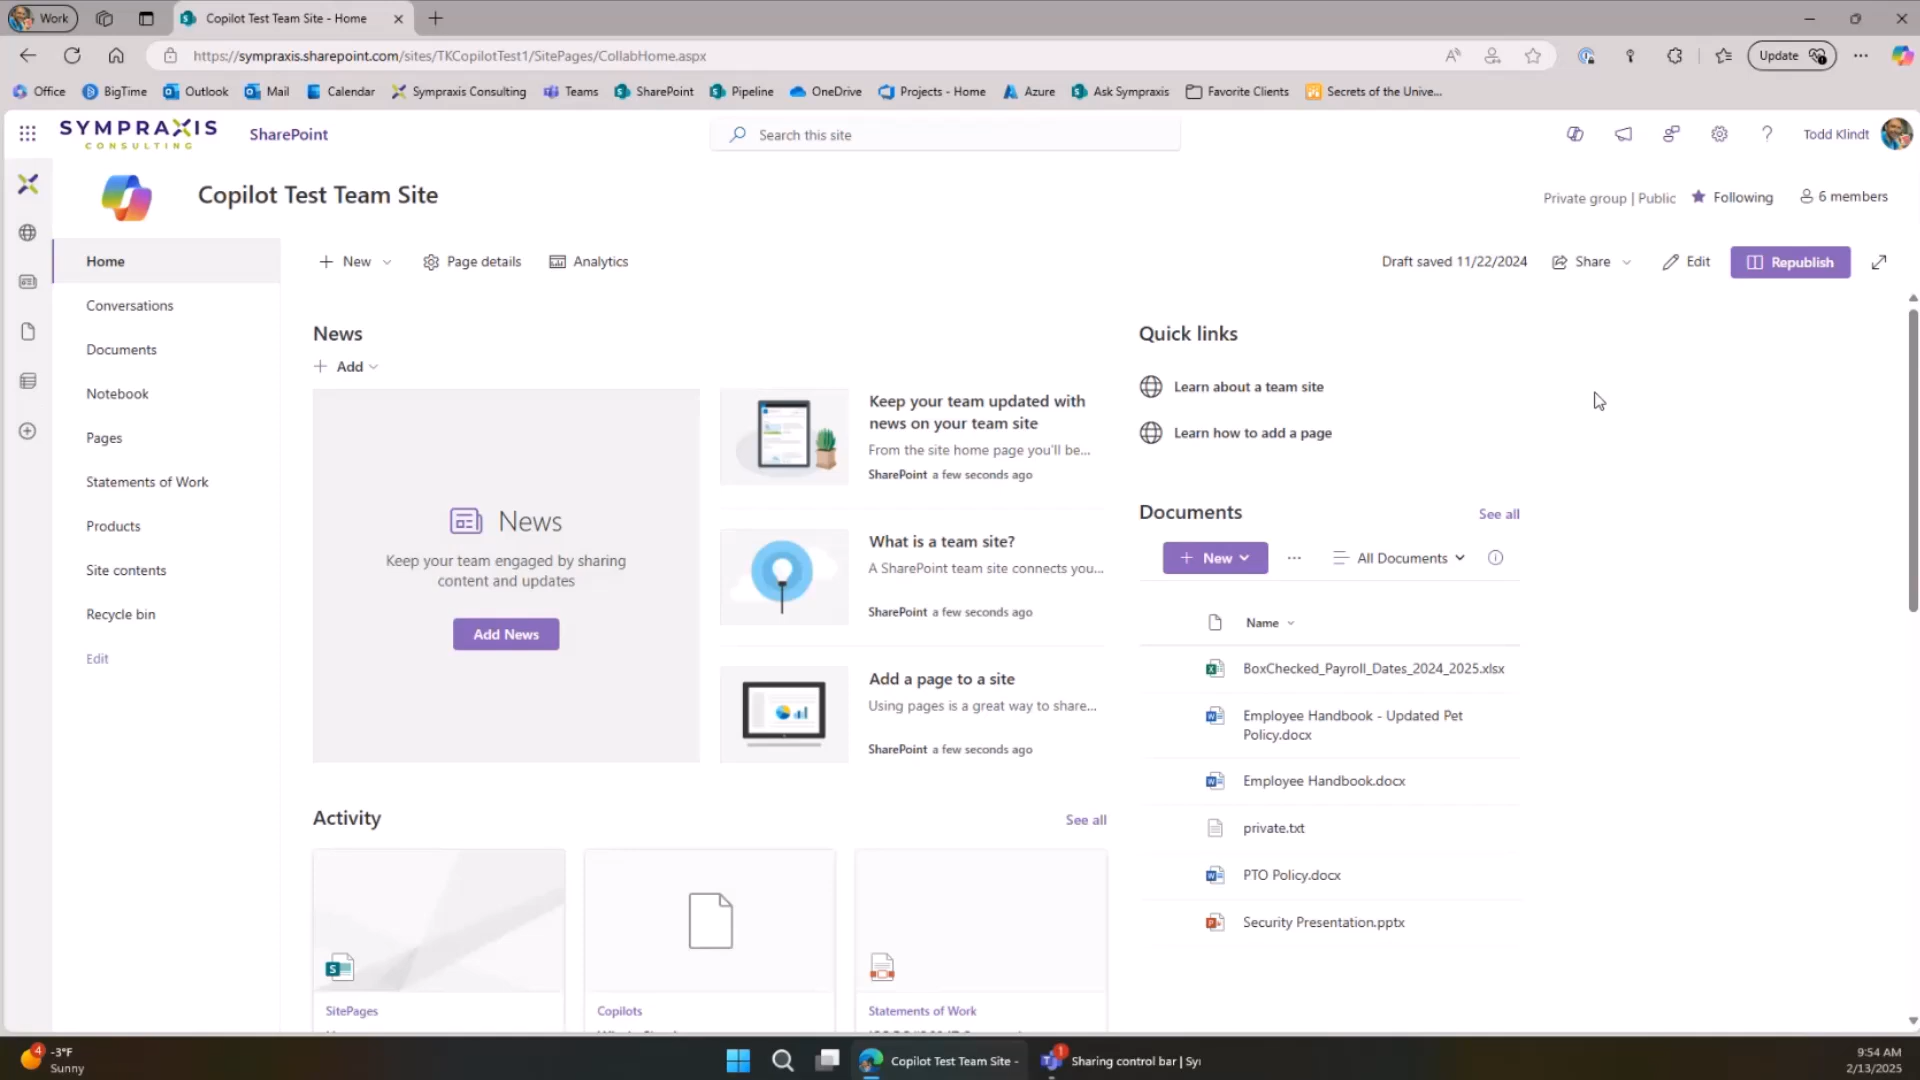 Work
Copilot Test Team Site - Home
https://sympraxis.sharepoint.com/sites/TKCopilotTest1/SitePages/CollabHome.aspx
Update
Office
BigTime
Outlook
Mail
Calendar
Sympraxis Consulting
Teams
SharePoint
Pipeline
OneDrive
Projects - Home
Azure
Ask Sympraxis
Favorite Clients
Secrets of the Unive...
SYMPRAXIS
CONSULTING
SharePoint
Search this site
Todd Klindt
Copilot Test Team Site
Private group | Public
Following
6 members
Home
Conversations
Documents
Notebook
Pages
Statements of Work
Products
Site contents
Recycle bin
Edit
New
Page details
Analytics
Draft saved 11/22/2024
Share
Edit
Republish
News
Add
News
Keep your team engaged by sharing
content and updates
Add News
Keep your team updated with
news on your team site
From the site home page you'll be...
SharePoint a few seconds ago
What is a team site?
A SharePoint team site connects you...
SharePoint a few seconds ago
Add a page to a site
Using pages is a great way to share...
SharePoint a few seconds ago
Quick links
Learn about a team site
Learn how to add a page
Documents
See all
New
All Documents
Name
BoxChecked_Payroll_Dates_2024_2025.xlsx
Employee Handbook - Updated Pet
Policy.docx
Employee Handbook.docx
private.txt
PTO Policy.docx
Security Presentation.pptx
Activity
See all
SitePages
Copilots
Statements of Work
4
-3°F
Sunny
Copilot Test Team Site -
1
Sharing control bar | Syr
9:54 AM
2/13/2025